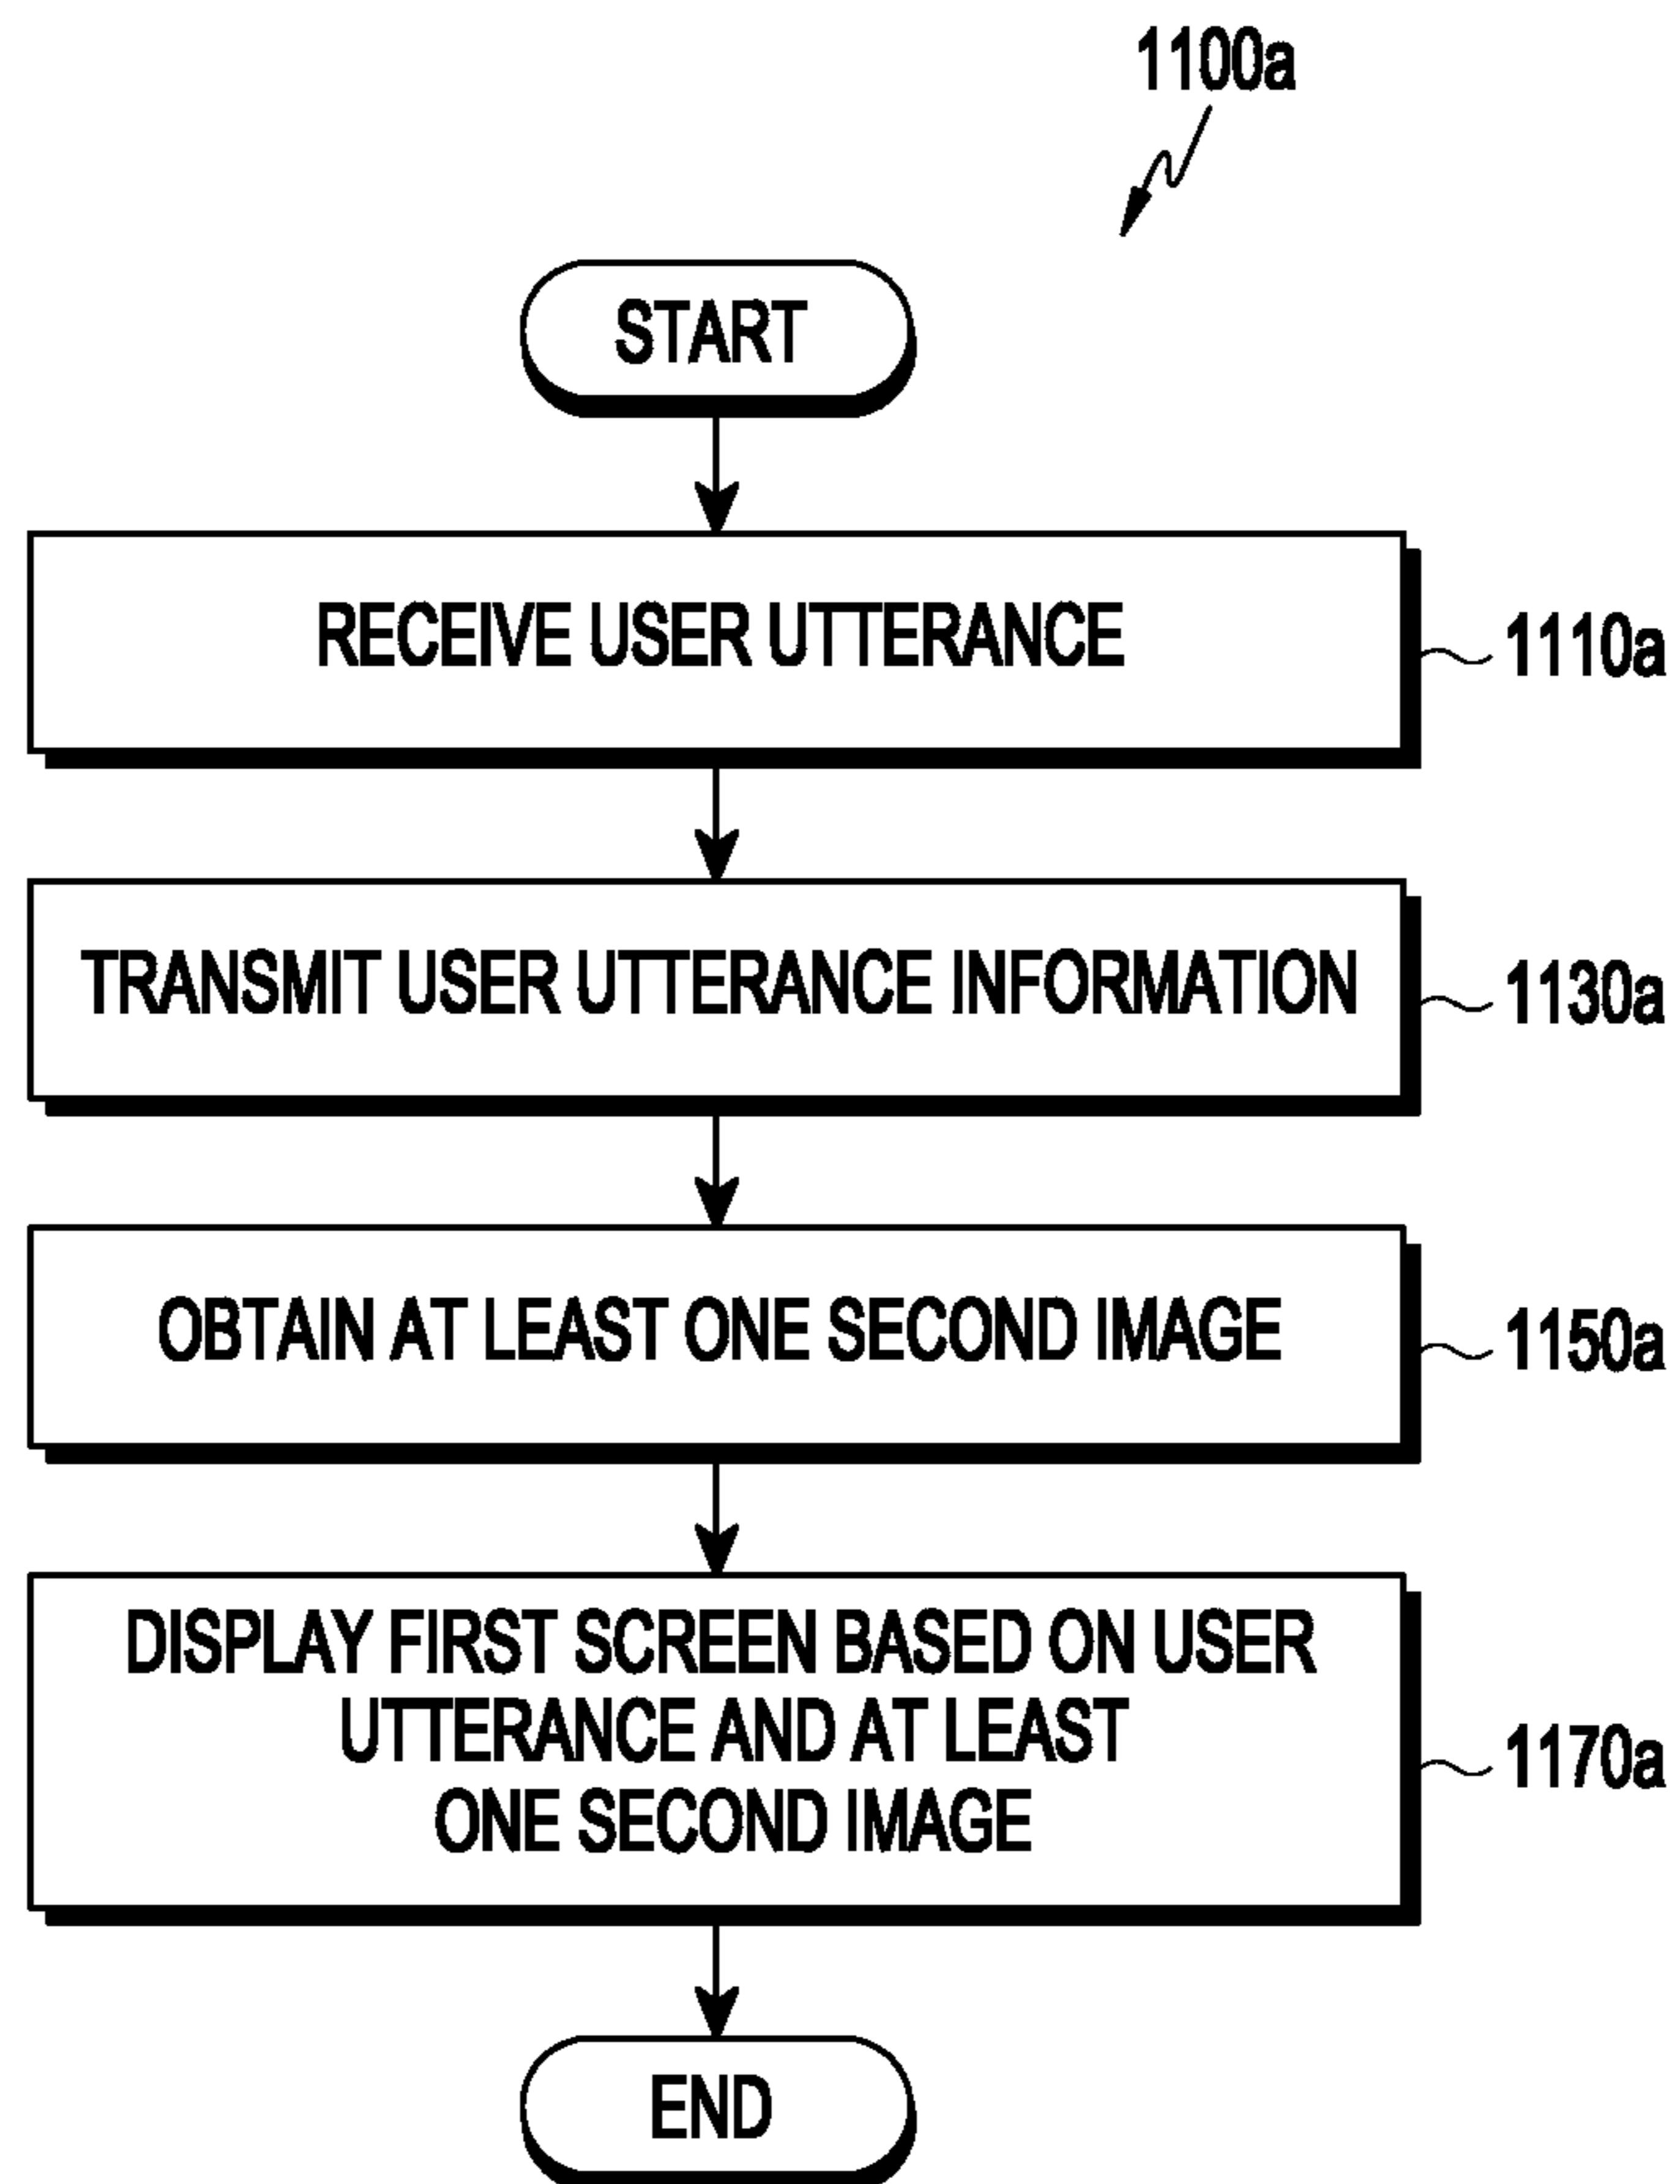 1100a
START
RECEIVE USER UTTERANCE
1110a
TRANSMIT USER UTTERANCE INFORMATION
1130a
OBTAIN AT LEAST ONE SECOND IMAGE
1150a
DISPLAY FIRST SCREEN BASED ON USER
UTTERANCE AND AT LEAST
ONE SECOND IMAGE
1170a
END